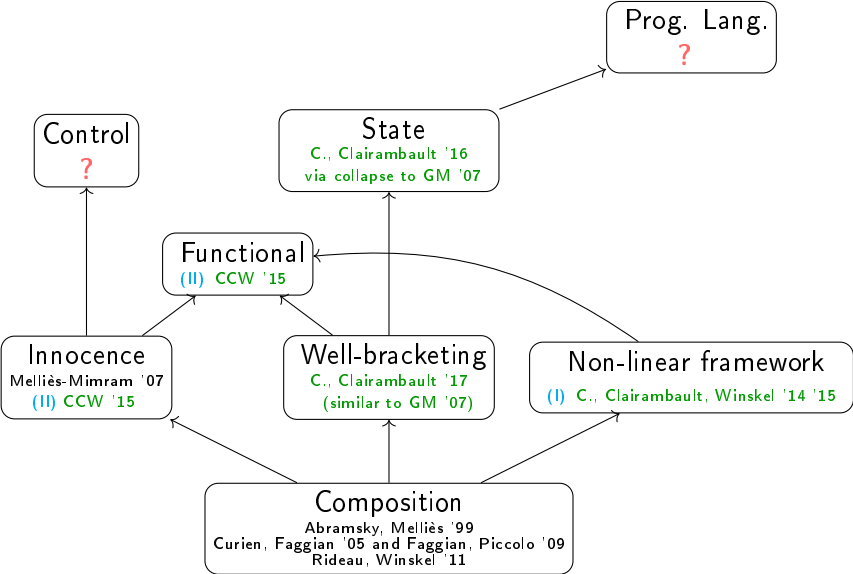 Prog. Lang.
?
Control
?
State
C., Clairambault '16
via collapse to GM '07
Functional
(II) CCW '15
Innocence
Melliès-Mimram '07
(II) CCW '15
Well-bracketing
C., Clairambault '17
(similar to GM '07)
Non-linear framework
(I) C., Clairambault, Winskel '14 '15
Composition
Abramsky, Melliès '99
Curien, Faggian '05 and Faggian, Piccolo '09
Rideau, Winskel '11